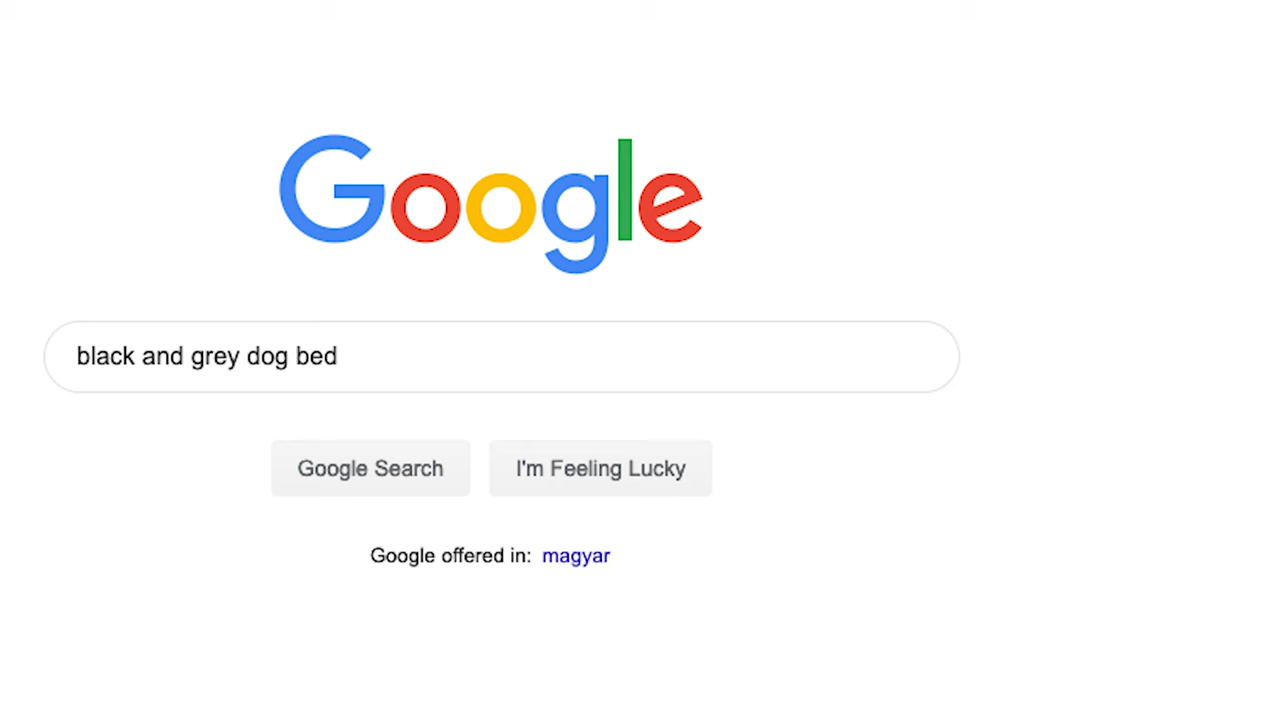 Google
black and grey dog bed
Google Search
I'm Feeling Lucky
Google offered in: magyar